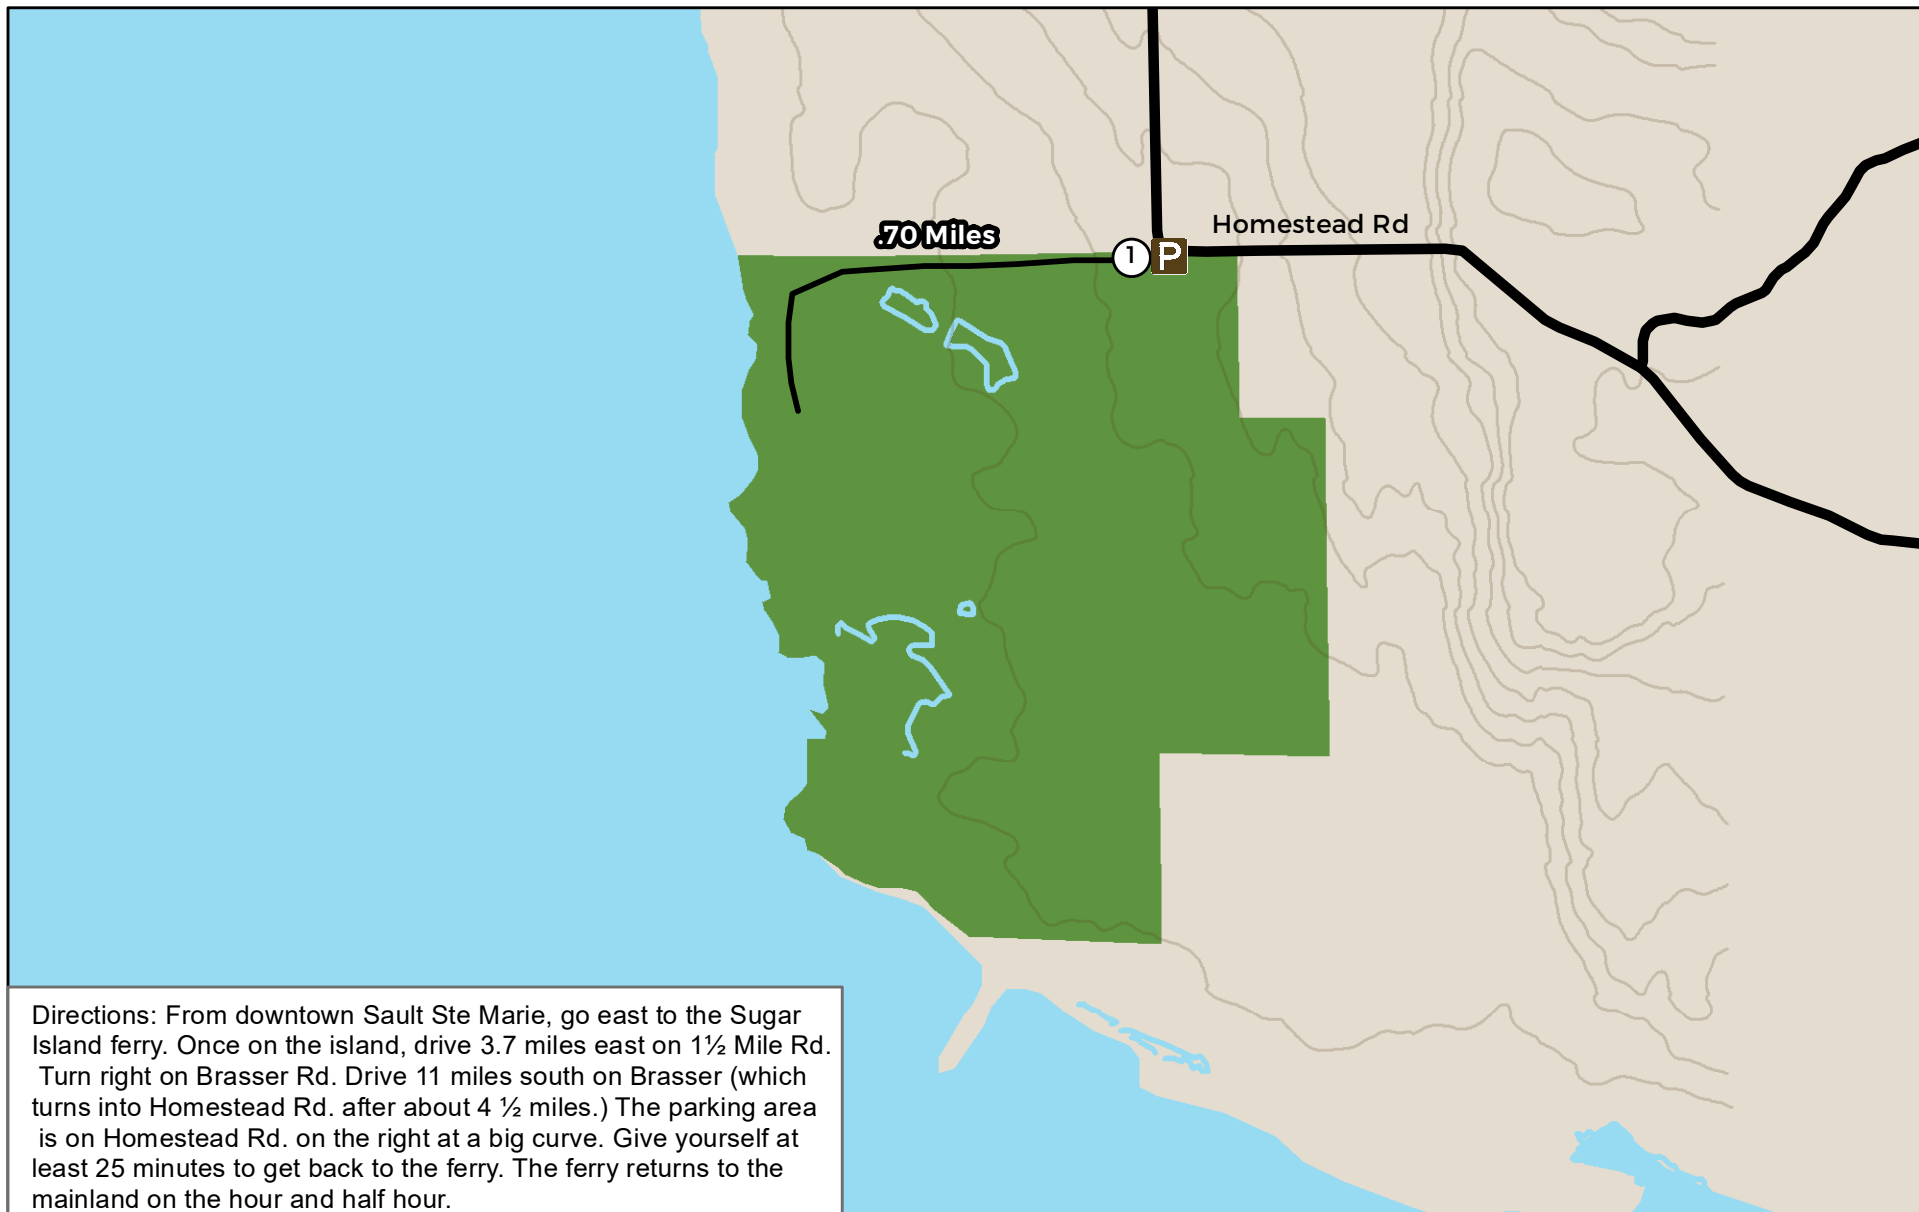 .70 Miles
1
P
Homestead Rd
Directions: From downtown Sault Ste Marie, go east to the Sugar
Island ferry. Once on the island, drive 3.7 miles east on 1½ Mile Rd.
Turn right on Brasser Rd. Drive 11 miles south on Brasser (which
turns into Homestead Rd. after about 4 ½ miles.) The parking area
is on Homestead Rd. on the right at a big curve. Give yourself at
least 25 minutes to get back to the ferry. The ferry returns to the
mainland on the hour and half hour.